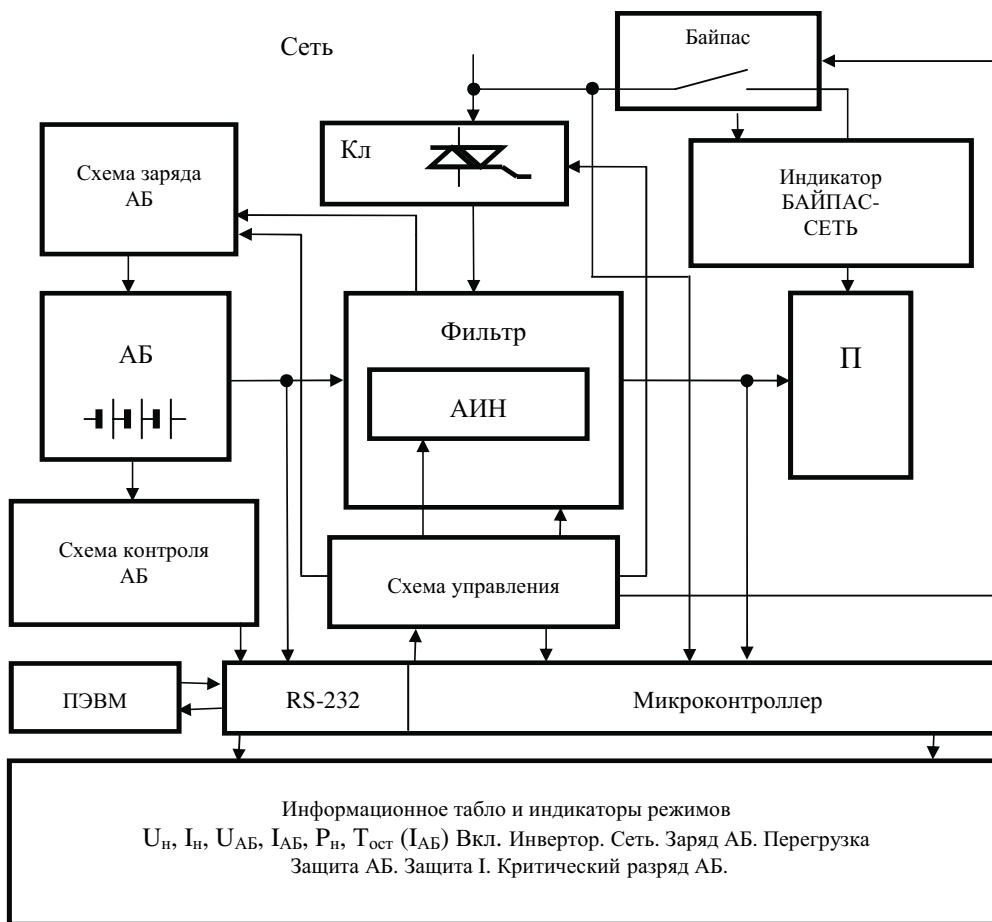 Сеть
Байпас
Кл
Схема заряда
АБ
Индикатор
БАЙПАС-
СЕТЬ
АБ
Фильтр
АИН
П
Схема контроля
АБ
Схема управления
ПЭВМ
RS-232
Микроконтроллер
Информационное табло и индикаторы режимов
Uн, Iн, UАБ, IАБ, Pн, Tост (IАБ) Вкл. Инвертор. Сеть. Заряд АБ. Перегрузка
Защита АБ. Защита I. Критический разряд АБ.